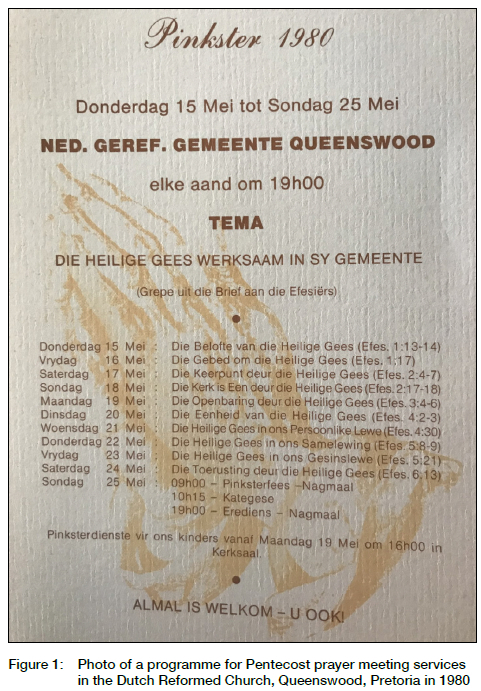 Pinkster 1980
Donderdag 15 Mei tot Sondag 25 Mei
NED. GEREF. GEMEENTE QUEENSWOOD
elke aand om 19h00
TEMA
DIE HEILIGE GEES WERKSAAM IN SY GEMEENTE
(Grepe uit die Brief aan die Efesiërs)
Donderdag 15 Mei : Die Belofte van die Heilige Gees (Efes. 1:13-14)
Vrydag 16 Mei : Die Gebed om die Heilige Gees (Efes. 1:17)
Saterdag 17 Mei : Die Keerpunt deur die Heilige Gees (Efes. 2:4-7)
Sondag 18 Mei : Die Kerk is Een deur die Heilige Gees (Efes. 2:17-18)
Maandag 19 Mei : Die Openbaring deur die Heilige Gees (Efes. 3:4-6)
Dinsdag 20 Mei : Die Eenheid van die Heilige Gees (Efes. 4:2-3)
Woensdag 21 Mei : Die Heilige Gees in ons Persoonlike Lewe (Efes. 4:30)
Donderdag 22 Mei : Die Heilige Gees in ons Samelewing (Efes. 5:8-9)
Vrydag 23 Mei : Die Heilige Gees in ons Gesinslewe (Efes. 5:21)
Saterdag 24 Mei : Die Toerusting deur die Heilige Gees (Efes. 6:13)
Sondag 25 Mei : 09h00 – Pinksterfees – Nagmaal
10h15 – Kategese
19h00 – Erediens – Nagmaal
Pinksterdienste vir ons kinders vanaf Maandag 19 Mei om 16h00 in
Kerksaal.
ALMAL IS WELKOM – U OOK!
Figure 1: Photo of a programme for Pentecost prayer meeting services
in the Dutch Reformed Church, Queenswood, Pretoria in 1980